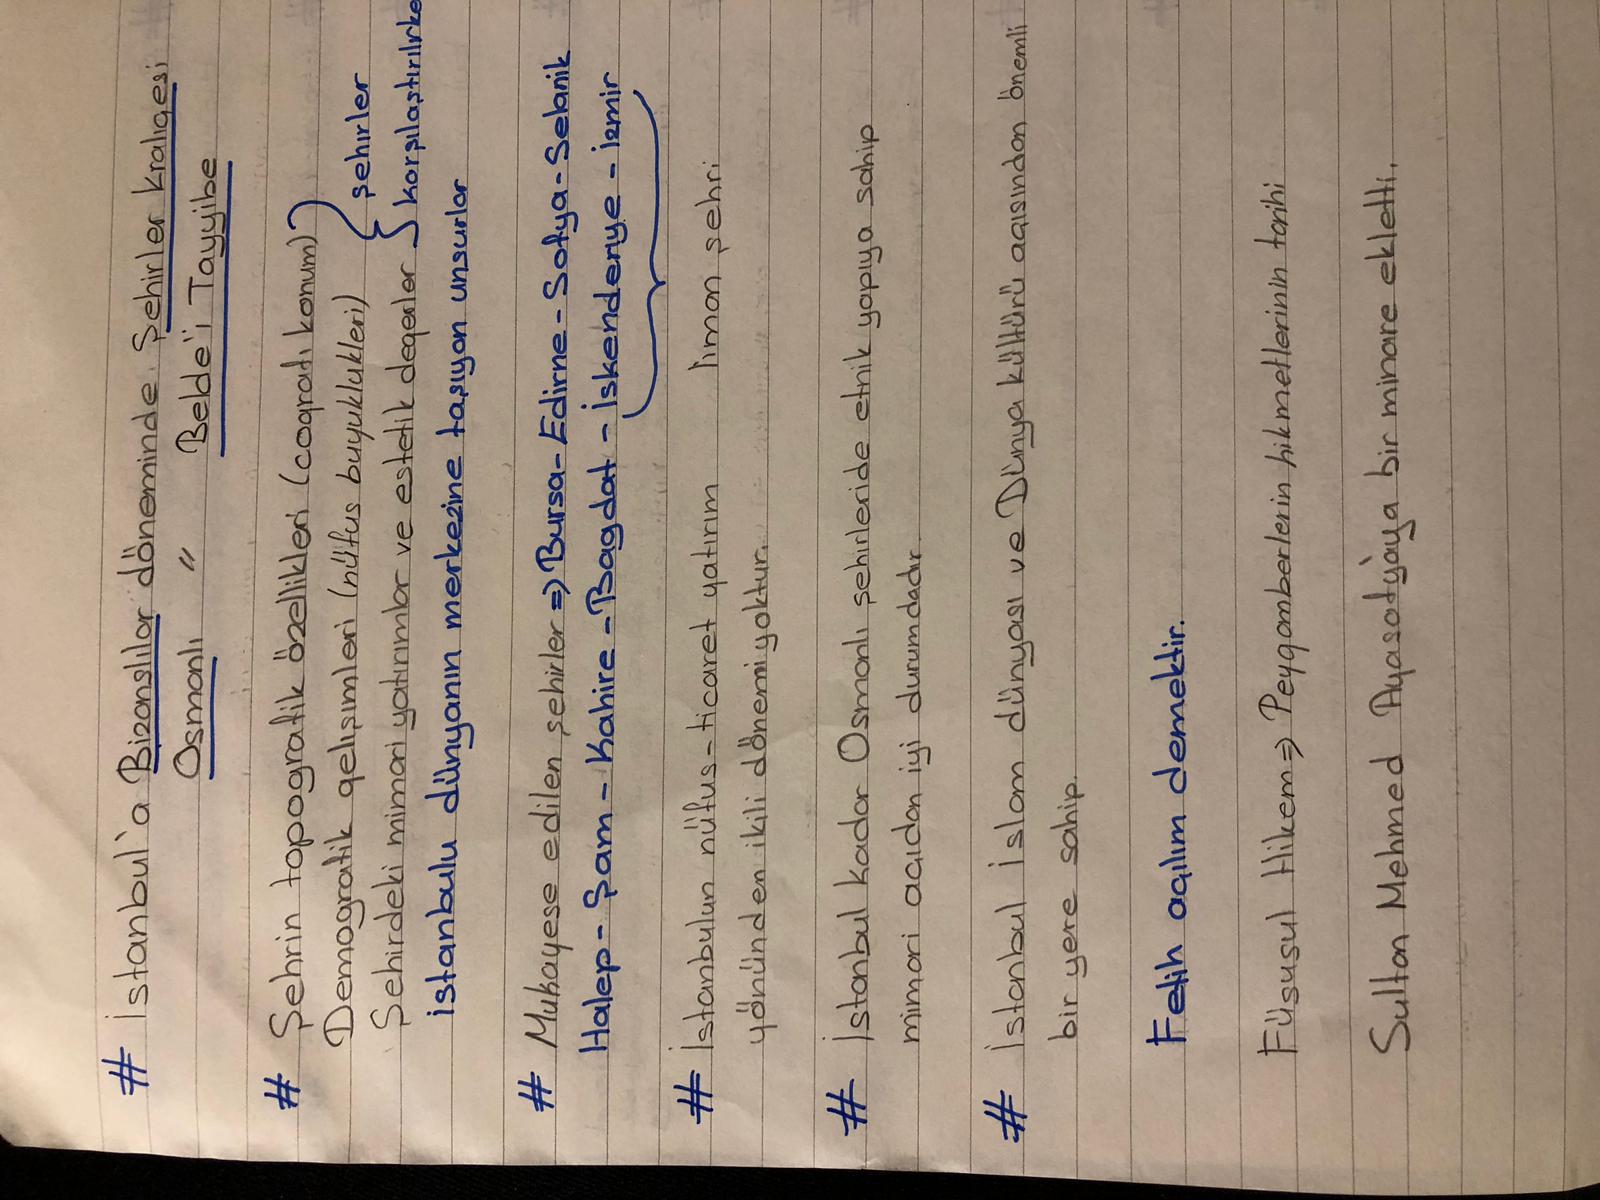 # İstanbul'a Bizanslılar döneminde Şehirler Kraliçesi
Osmanlı " Belde'i Tayyibe
# Şehrin topografik özellikleri (coğrafi konum)
Demografik gelişimleri (nüfus büyüklükleri)
şehirler
Şehirdeki mimari yatırımlar ve estetik değerler
karşılaştırılırke
istanbulu dünyanın merkezine taşıyan unsurlar
# Mukayese edilen şehirler => Bursa - Edirne - Sofya - Selanik
Halep - Şam - Kahire - Bagdat - İskenderiye - izmir
# İstanbulun nüfus - ticaret yatırım
liman şehri
yönünden ikili dönemi yoktur.
# İstanbul kadar Osmanlı şehirleride etnik yapıya sahip
mimari açıdan iyi durumdadır.
# İstanbul İslam dünyası ve Dünya kültürü açısından önemli
bir yere sahip.
Fetih açılım demektir.
Füsusul Hikem => Peygamberlerin hikmetlerinin tarihi
Sultan Mehmed Ayasofya'ya bir minare ekletti.